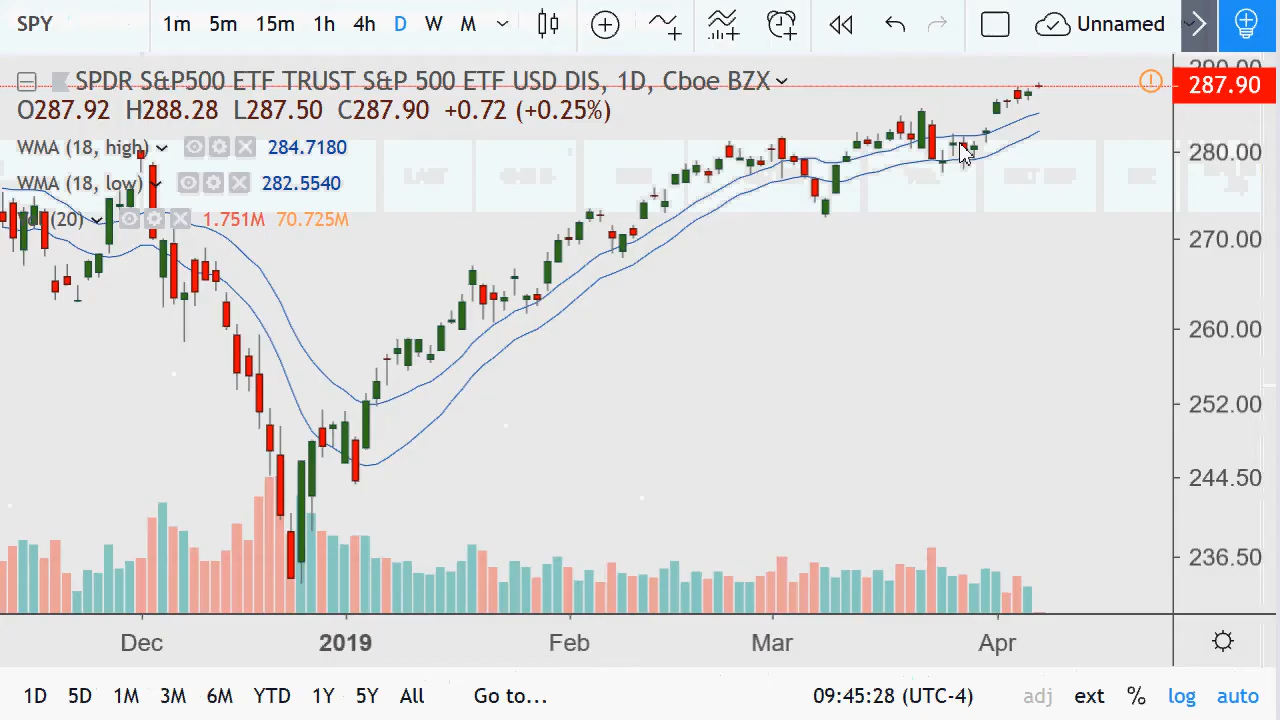 SPY 1m 5m 15m 1h 4h D W M Unnamed
SPDR S&P500 ETF TRUST S&P 500 ETF USD DIS, 1D, Cboe BZX
O287.92 H288.28 L287.50 C287.90 +0.72 (+0.25%)
WMA (18, high) 284.7180
WMA (18, low) 282.5540
Vol (20) 1.751M 70.725M
290.00
287.90
280.00
270.00
260.00
252.00
244.50
236.50
Dec 2019 Feb Mar Apr
1D 5D 1M 3M 6M YTD 1Y 5Y All Go to... 09:45:28 (UTC-4) adj ext % log auto